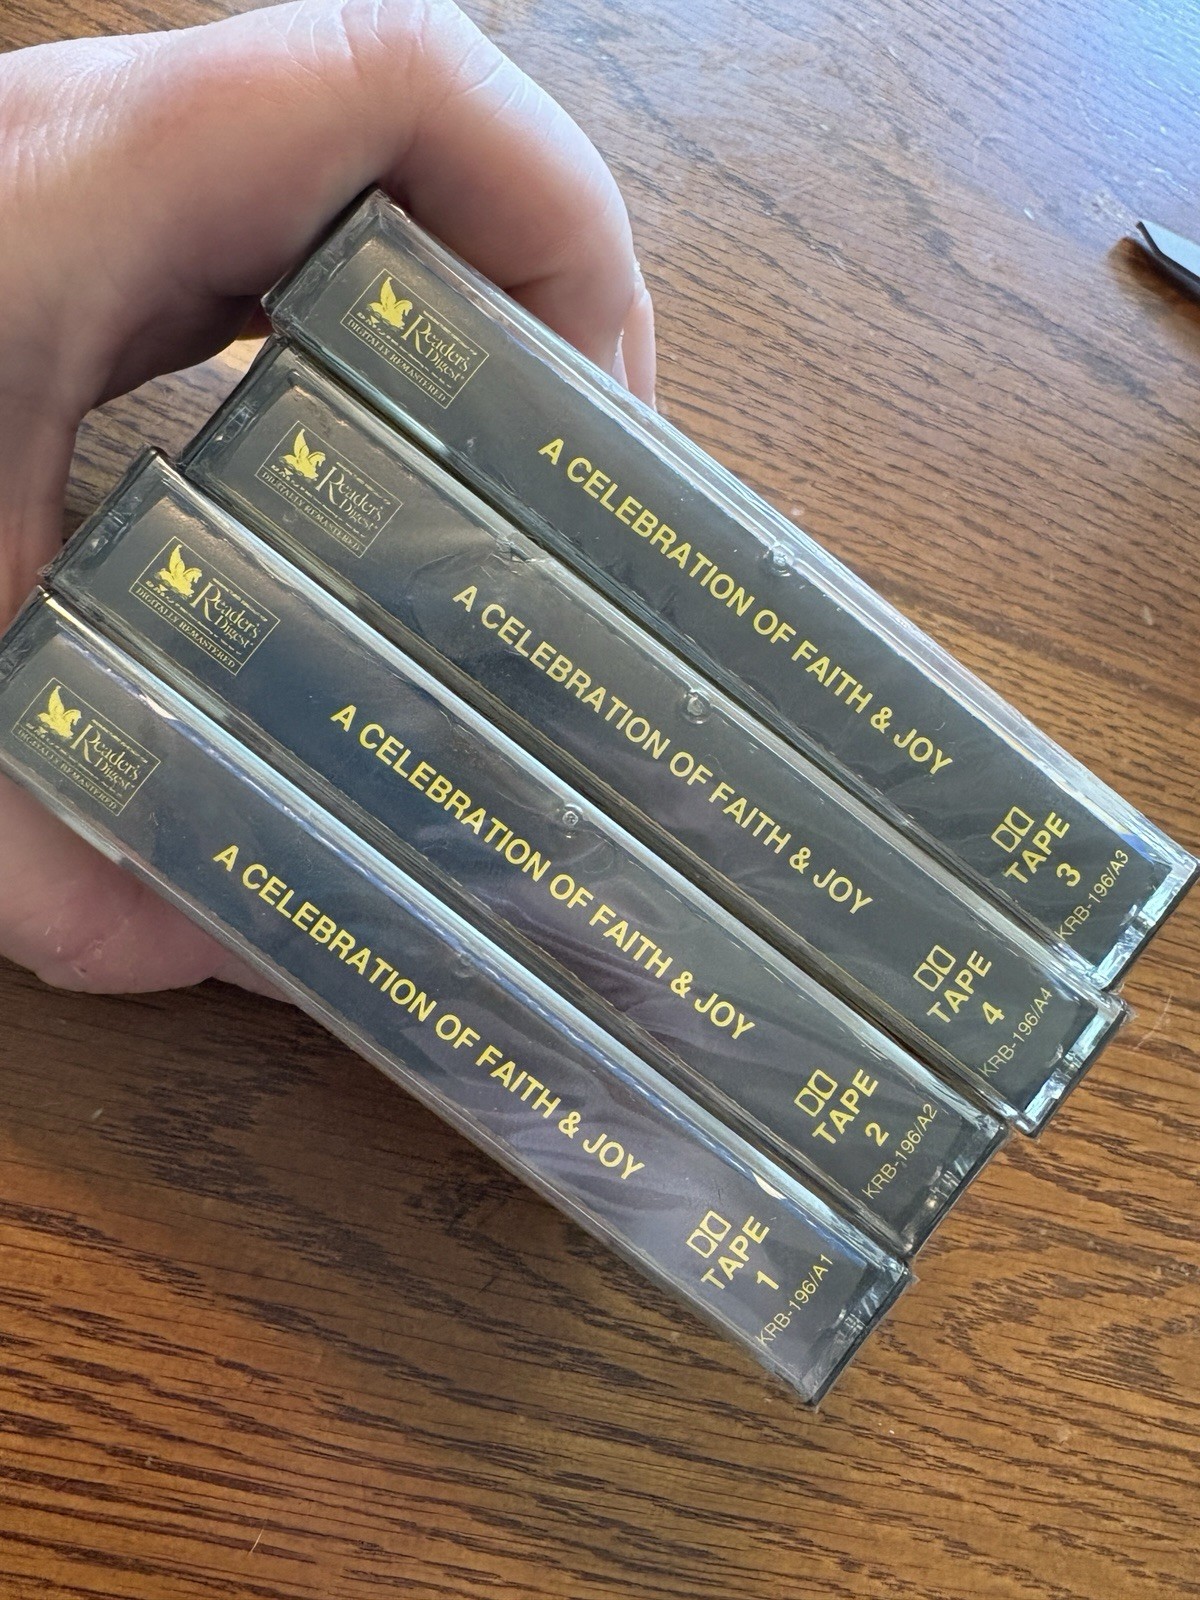 Reader's
Digest
DIGITALLY REMASTERED
A CELEBRATION OF FAITH & JOY
TAPE
3
KRB-196/A3
Reader's
Digest
DIGITALLY REMASTERED
A CELEBRATION OF FAITH & JOY
TAPE
4
KRB-196/A4
Reader's
Digest
DIGITALLY REMASTERED
A CELEBRATION OF FAITH & JOY
TAPE
2
KRB-196/A2
Reader's
Digest
DIGITALLY REMASTERED
A CELEBRATION OF FAITH & JOY
TAPE
1
KRB-196/A1